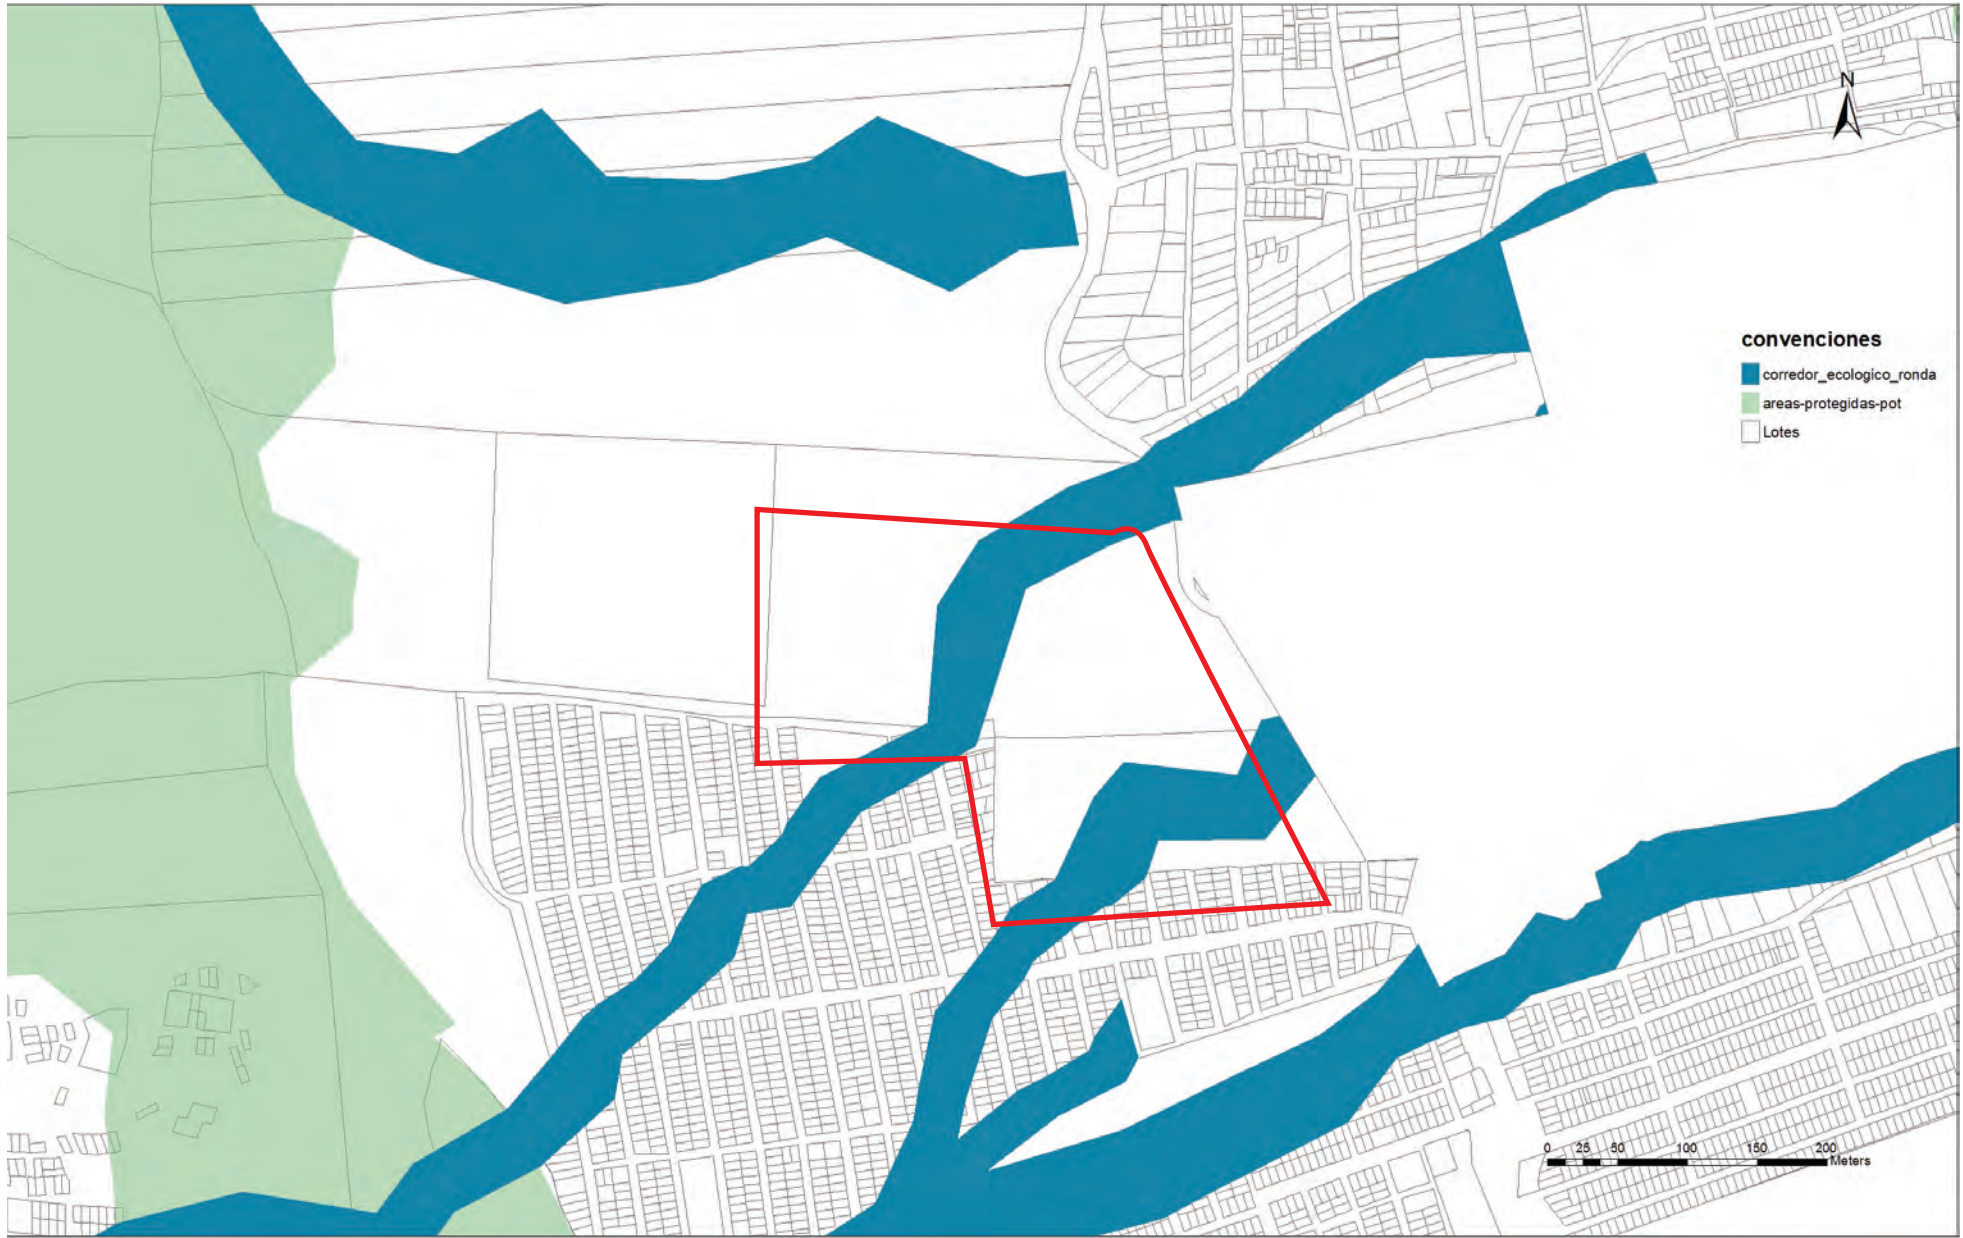 N
convenciones
corredor_ecologico_ronda
areas-protegidas-pot
Lotes
0 25 50 100 150 200
Meters